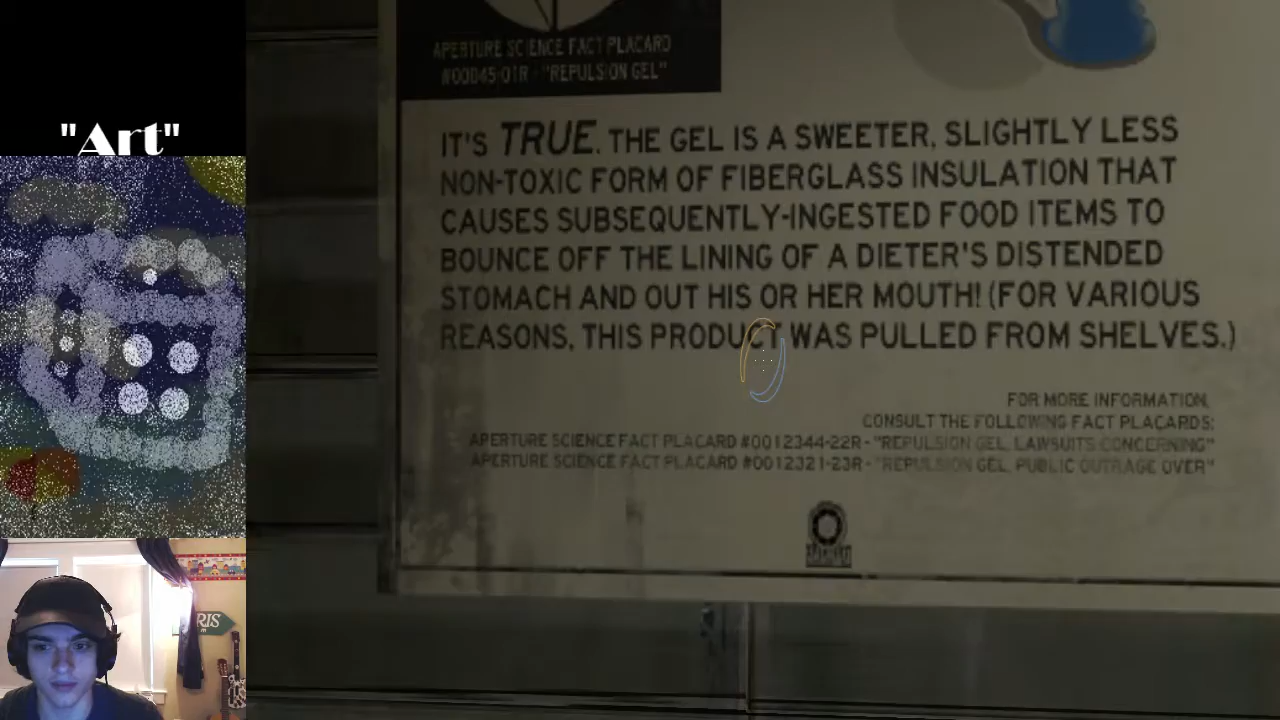 "Art"
APERTURE SCIENCE FACT PLACARD
#00045-01R - "REPULSION GEL"
IT'S TRUE. THE GEL IS A SWEETER, SLIGHTLY LESS
NON-TOXIC FORM OF FIBERGLASS INSULATION THAT
CAUSES SUBSEQUENTLY-INGESTED FOOD ITEMS TO
BOUNCE OFF THE LINING OF A DIETER'S DISTENDED
STOMACH AND OUT HIS OR HER MOUTH! (FOR VARIOUS
REASONS, THIS PRODUCT WAS PULLED FROM SHELVES.)
FOR MORE INFORMATION,
CONSULT THE FOLLOWING FACT PLACARDS:
APERTURE SCIENCE FACT PLACARD #0012344-22R - "REPULSION GEL, LAWSUITS CONCERNING"
APERTURE SCIENCE FACT PLACARD #0012321-23R - "REPULSION GEL, PUBLIC OUTRAGE OVER"
RIS